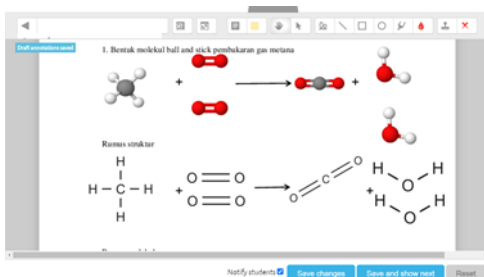 Draft annotations saved
1. Bentuk molekul ball and stick pembakaran gas metana
+
+
Rumus struktur
H
H – C – H
H
+
O = O
O = O
O = C = O
+
H O H
H O H
Notify students
Save changes
Save and show next
Reset